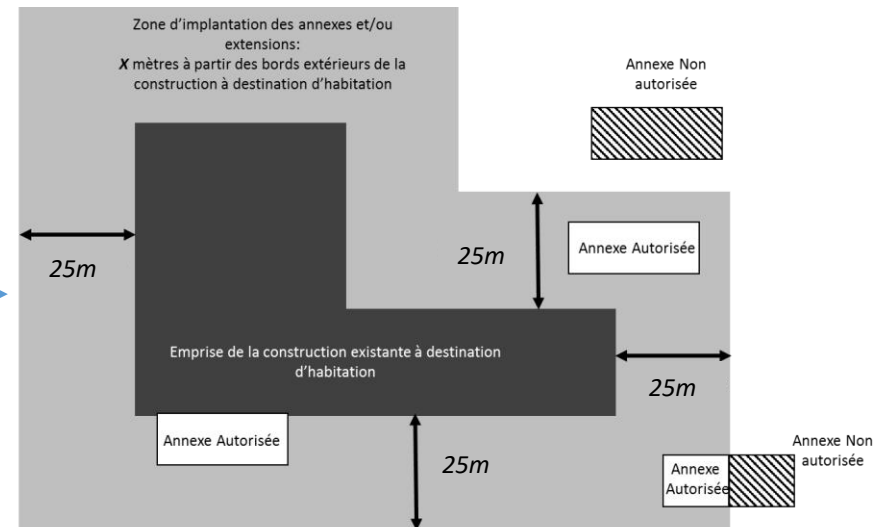 Zone d’implantation des annexes et/ou
extensions:
X mètres à partir des bords extérieurs de la
construction à destination d’habitation
Annexe Non
autorisée
25m
25m
Annexe Autorisée
Emprise de la construction existante à destination
d’habitation
25m
Annexe Autorisée
25m
Annexe
Autorisée
Annexe Non
autorisée